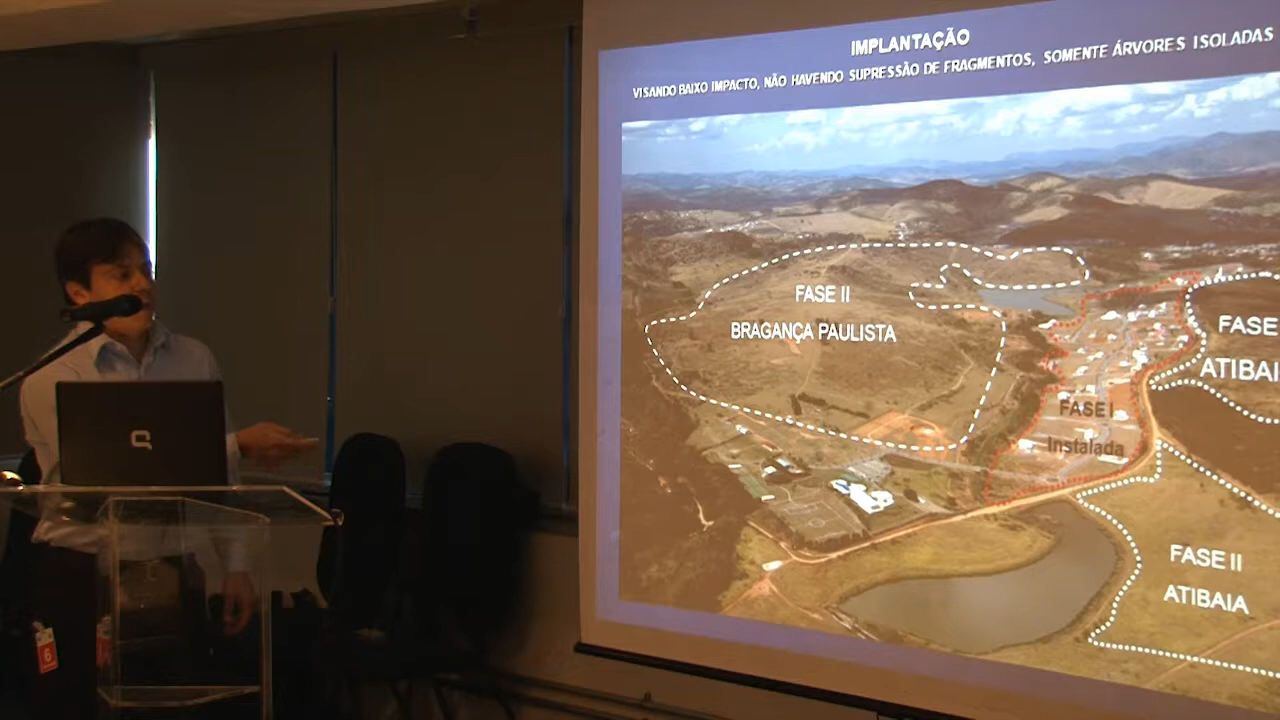 IMPLANTAÇÃO
VISANDO BAIXO IMPACTO, NÃO HAVENDO SUPRESSÃO DE FRAGMENTOS, SOMENTE ÁRVORES ISOLADAS
FASE II
BRAGANÇA PAULISTA
FASE
ATIBAI
FASE I
Instalada
FASE II
ATIBAIA
6